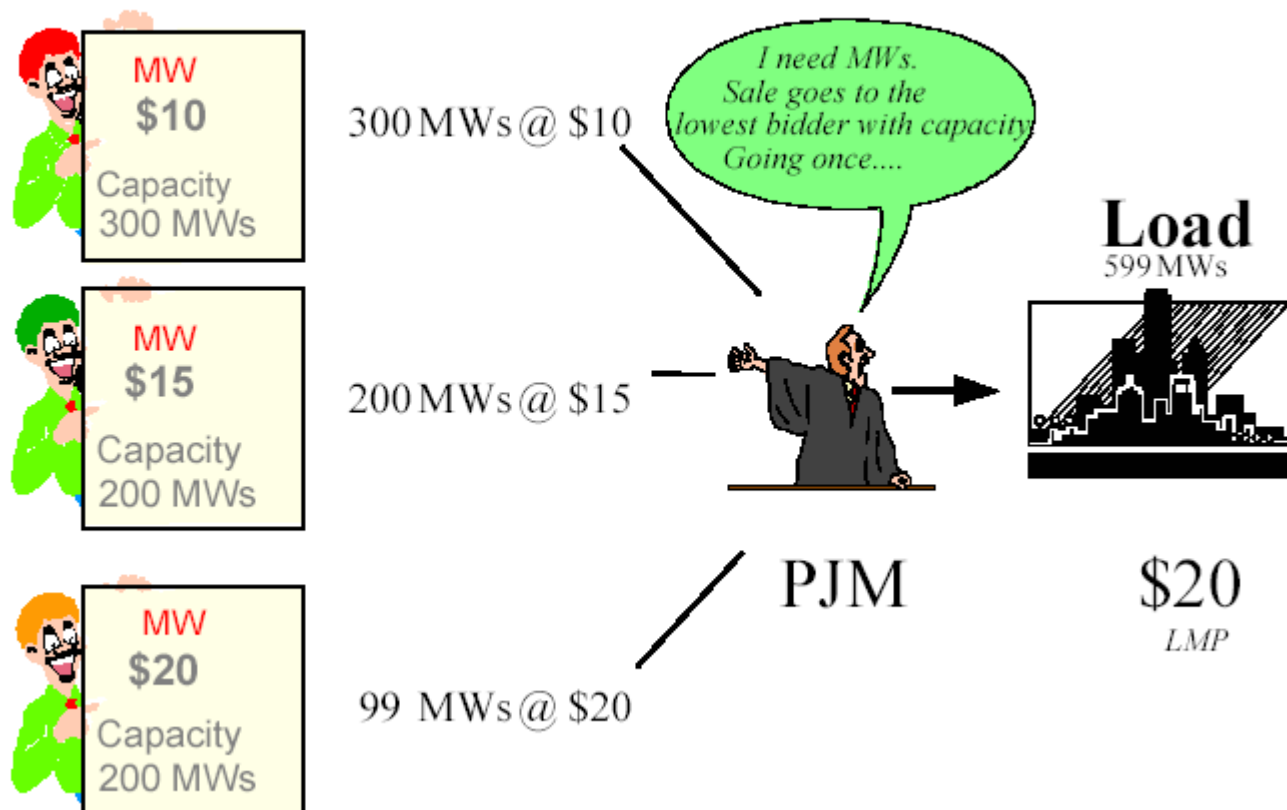 MW
$10
Capacity
300 MWs
300 MWs @ $10
I need MWs.
Sale goes to the
lowest bidder with capacity
Going once....
Load
599 MWs
MW
$15
Capacity
200 MWs
200 MWs @ $15
PJM
$20
LMP
MW
$20
Capacity
200 MWs
99 MWs @ $20